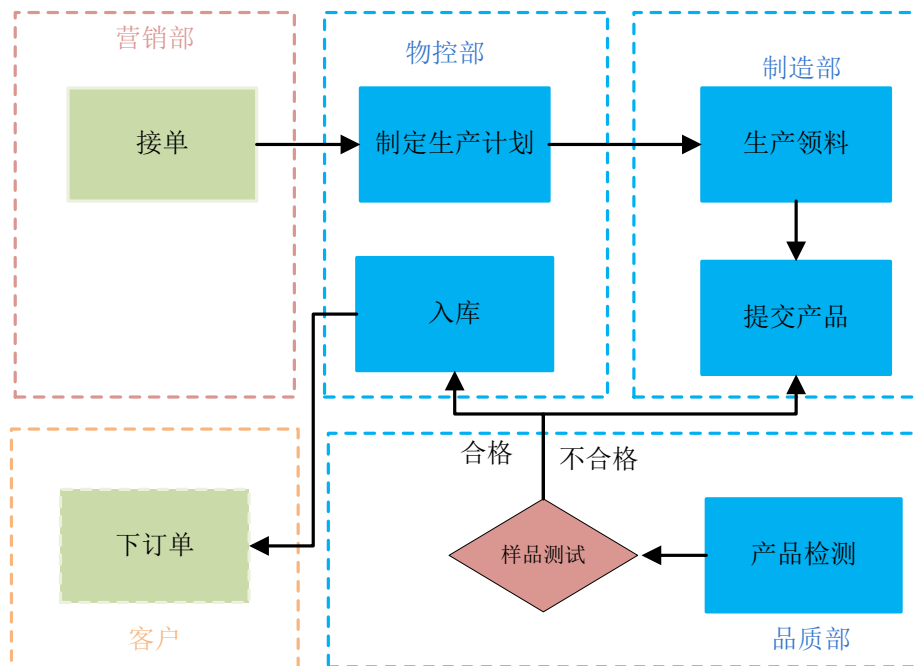 营销部
物控部
制造部
接单
制定生产计划
生产领料
入库
提交产品
合格
不合格
下订单
样品测试
产品检测
客户
品质部